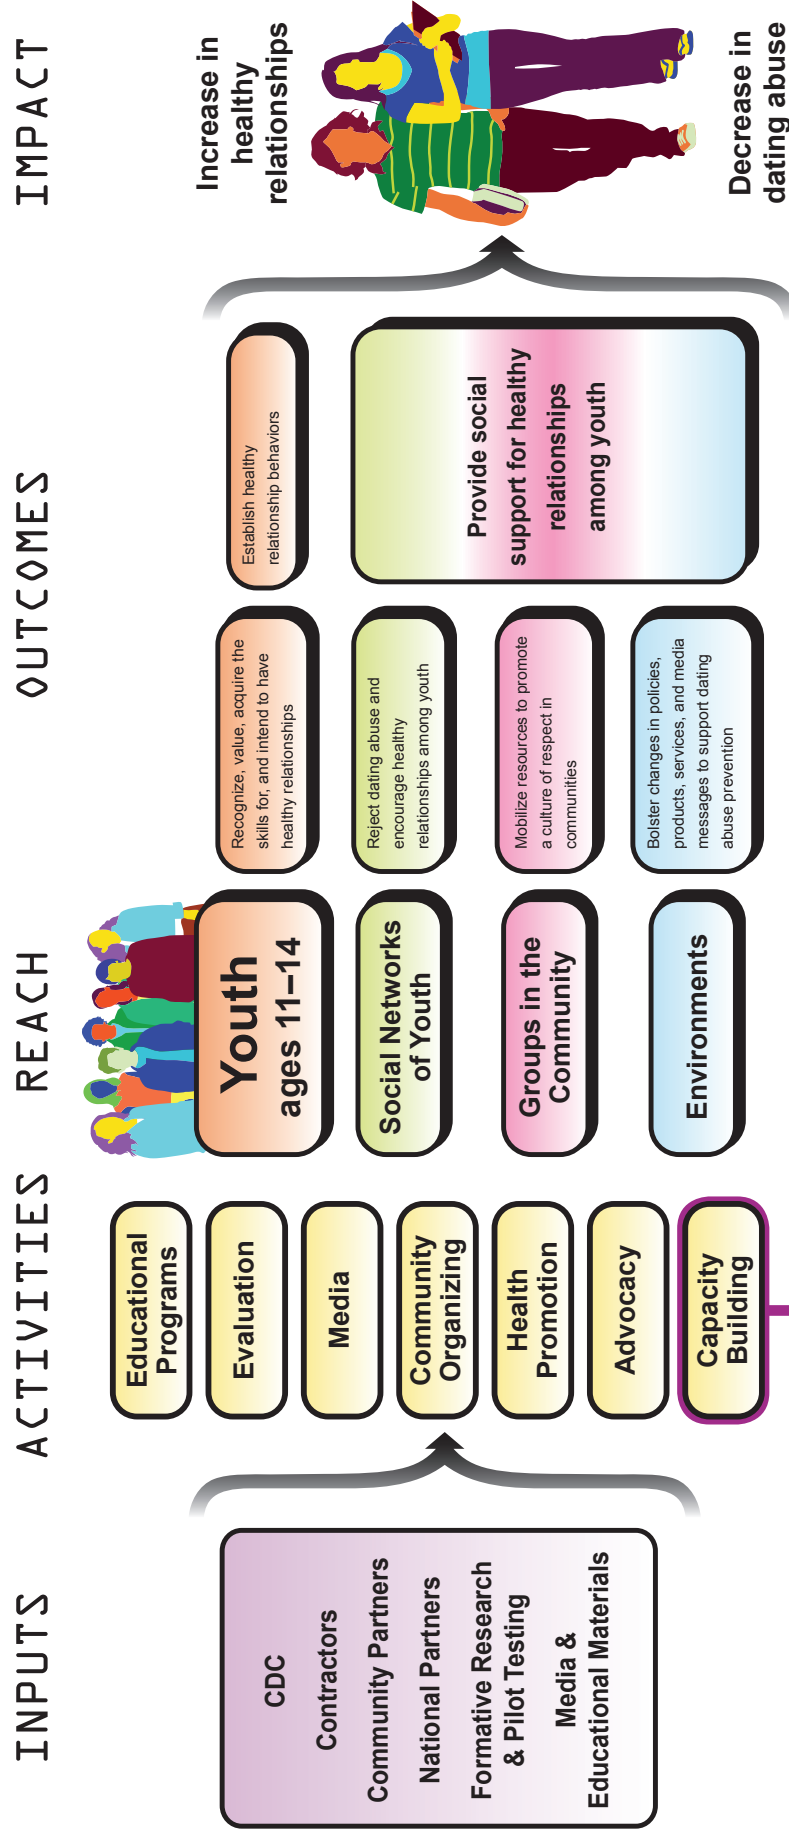 INPUTS
CDC
Contractors
Community Partners
National Partners
Formative Research
& Pilot Testing
Media &
Educational Materials
ACTIVITIES
Educational
Programs
Evaluation
Media
Community
Organizing
Health
Promotion
Advocacy
Capacity
Building
REACH
Youth
ages 11–14
Social Networks
of Youth
Groups in the
Community
Environments
OUTCOMES
Recognize, value, acquire the
skills for, and intend to have
healthy relationships
Reject dating abuse and
encourage healthy
relationships among youth
Mobilize resources to promote
a culture of respect in
communities
Bolster changes in policies,
products, services, and media
messages to support dating
abuse prevention
Establish healthy
relationship behaviors
Provide social
support for healthy
relationships
among youth
IMPACT
Increase in
healthy
relationships
Decrease in
dating abuse